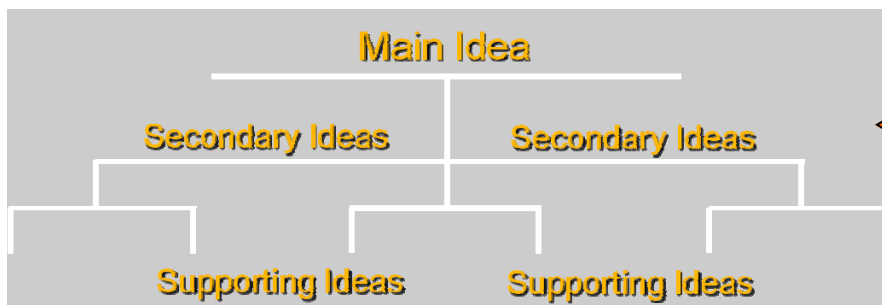 Main Idea
Secondary Ideas Secondary Ideas
Supporting Ideas Supporting Ideas